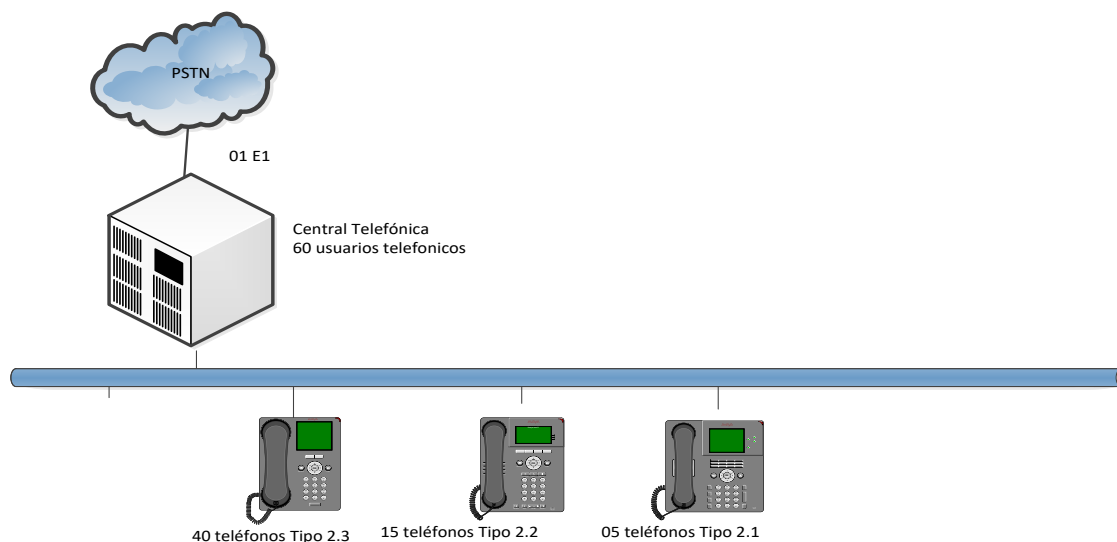 PSTN
01 E1
Central Telefónica
60 usuarios telefonicos
40 teléfonos Tipo 2.3
15 teléfonos Tipo 2.2
05 teléfonos Tipo 2.1